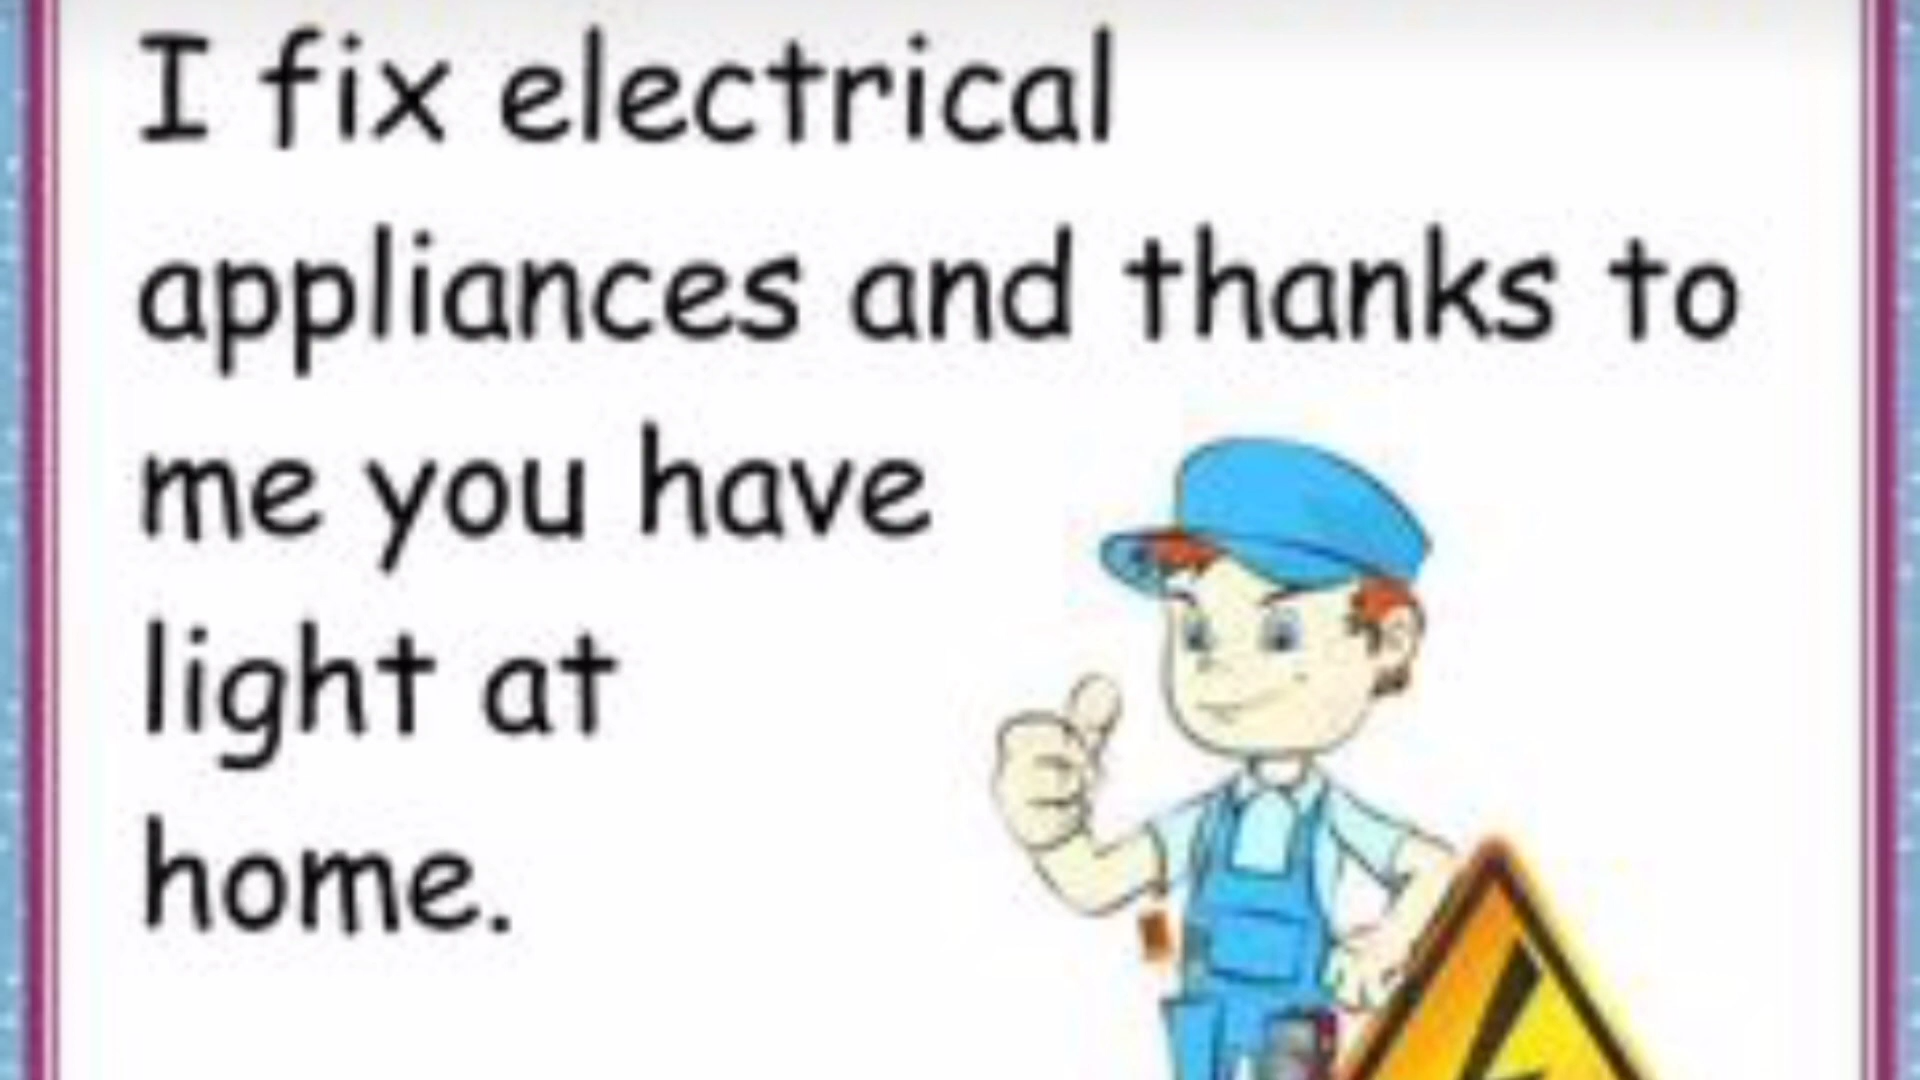 I fix electrical
appliances and thanks to
me you have
light at
home.